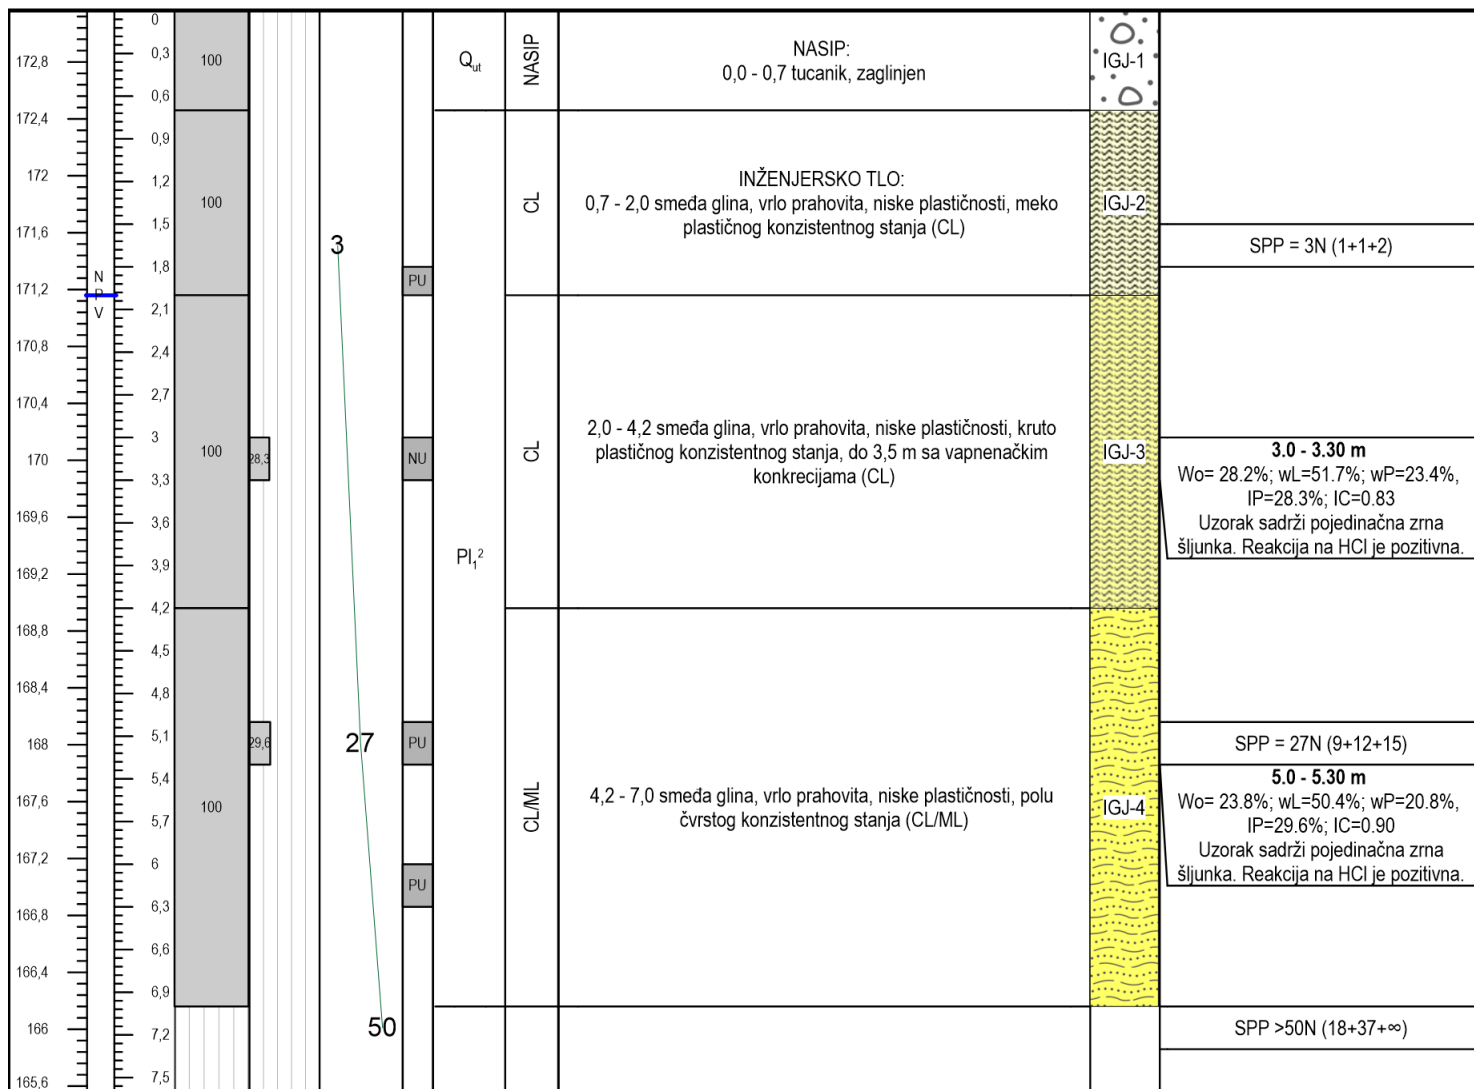 172,8
172,4
172
171,6
171,2
170,8
170,4
170
169,6
169,2
168,8
168,4
168
167,6
167,2
166,8
166,4
166
165,6
N
P
V
0
0,3
0,6
0,9
1,2
1,5
1,8
2,1
2,4
2,7
3
3,3
3,6
3,9
4,2
4,5
4,8
5,1
5,4
5,7
6
6,3
6,6
6,9
7,2
7,5
100
100
100
100
28,3
29,6
3
27
50
PU
NU
PU
PU
Qut
Pl₁²
NASIP
CL
CL
CL/ML
NASIP:
0,0 - 0,7 tucanik, zaglinjen
INŽENJERSKO TLO:
0,7 - 2,0 smeđa glina, vrlo prahovita, niske plastičnosti, meko
plastičnog konzistentnog stanja (CL)
2,0 - 4,2 smeđa glina, vrlo prahovita, niske plastičnosti, kruto
plastičnog konzistentnog stanja, do 3,5 m sa vapnenačkim
konkrecijama (CL)
4,2 - 7,0 smeđa glina, vrlo prahovita, niske plastičnosti, polu
čvrstog konzistentnog stanja (CL/ML)
IGJ-1
IGJ-2
IGJ-3
IGJ-4
SPP = 3N (1+1+2)
3.0 - 3.30 m
Wo= 28.2%; wL=51.7%; wP=23.4%,
IP=28.3%; IC=0.83
Uzorak sadrži pojedinačna zrna
šljunka. Reakcija na HCl je pozitivna.
SPP = 27N (9+12+15)
5.0 - 5.30 m
Wo= 23.8%; wL=50.4%; wP=20.8%,
IP=29.6%; IC=0.90
Uzorak sadrži pojedinačna zrna
šljunka. Reakcija na HCl je pozitivna.
SPP >50N (18+37+∞)